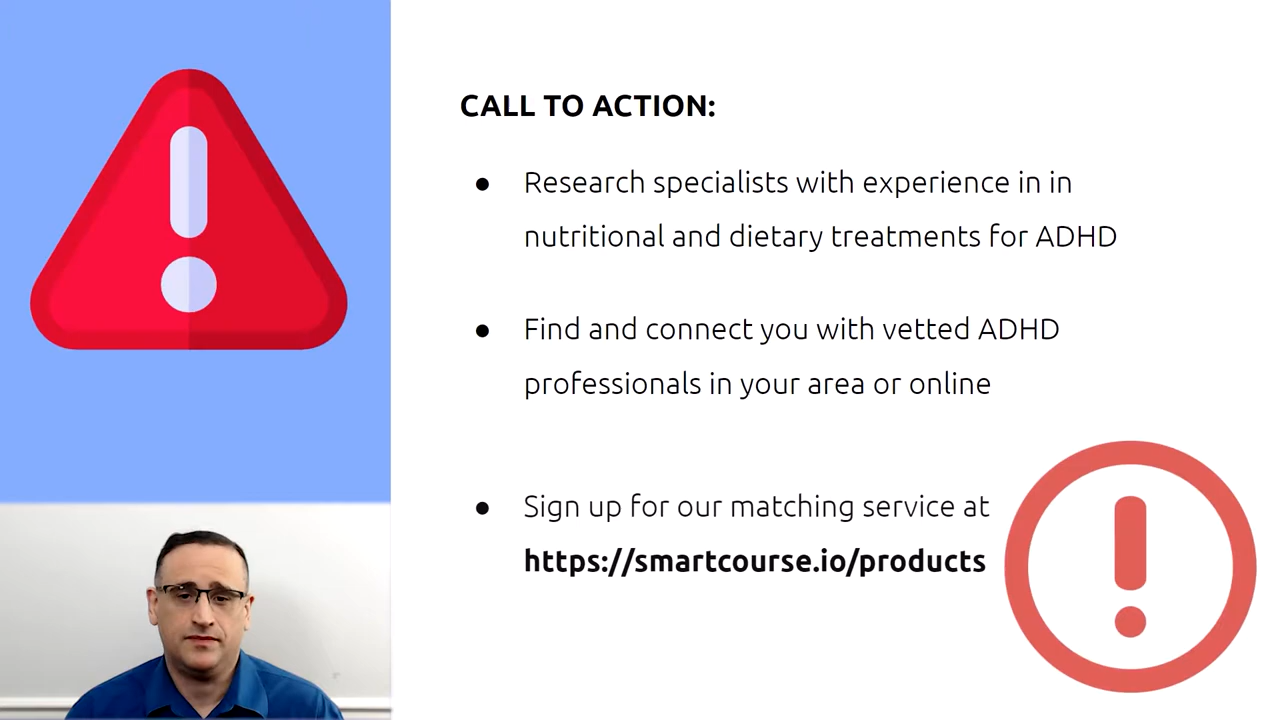 CALL TO ACTION:
● Research specialists with experience in in
nutritional and dietary treatments for ADHD
● Find and connect you with vetted ADHD
professionals in your area or online
● Sign up for our matching service at
https://smartcourse.io/products